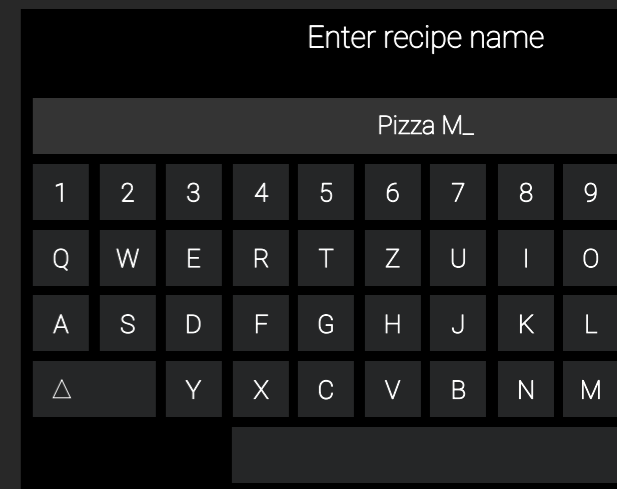 Enter recipe name
Pizza M_
1 2 3 4 5 6 7 8 9
Q W E R T Z U I O
A S D F G H J K L
Y X C V B N M